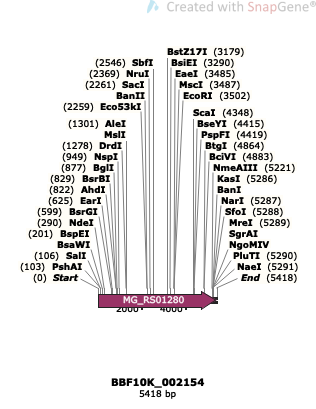 Created with SnapGene®
BstZ17I (3179)
(2546) SbfI
BsiEI (3290)
(2369) NruI
EaeI (3485)
(2261) SacI
MscI (3487)
BanII
EcoRI (3502)
(2259) Eco53kI
ScaI (4348)
(1301) AleI
BseYI (4415)
MslI
PspFI (4419)
(1278) DrdI
BtgI (4864)
(949) NspI
BciVI (4883)
(877) BglI
NmeAIII (5221)
(829) BsrBI
KasI (5286)
(822) AhdI
BanI
(625) EarI
NarI (5287)
(599) BsrGI
SfoI (5288)
(290) NdeI
MreI (5289)
(201) BspEI
SgrAI
BsaWI
NgoMIV
(106) SalI
PluTI (5290)
(103) PshAI
NaeI (5291)
(0) Start
End (5418)
MG_RS01280
2000
4000
BBF10K_002154
5418 bp